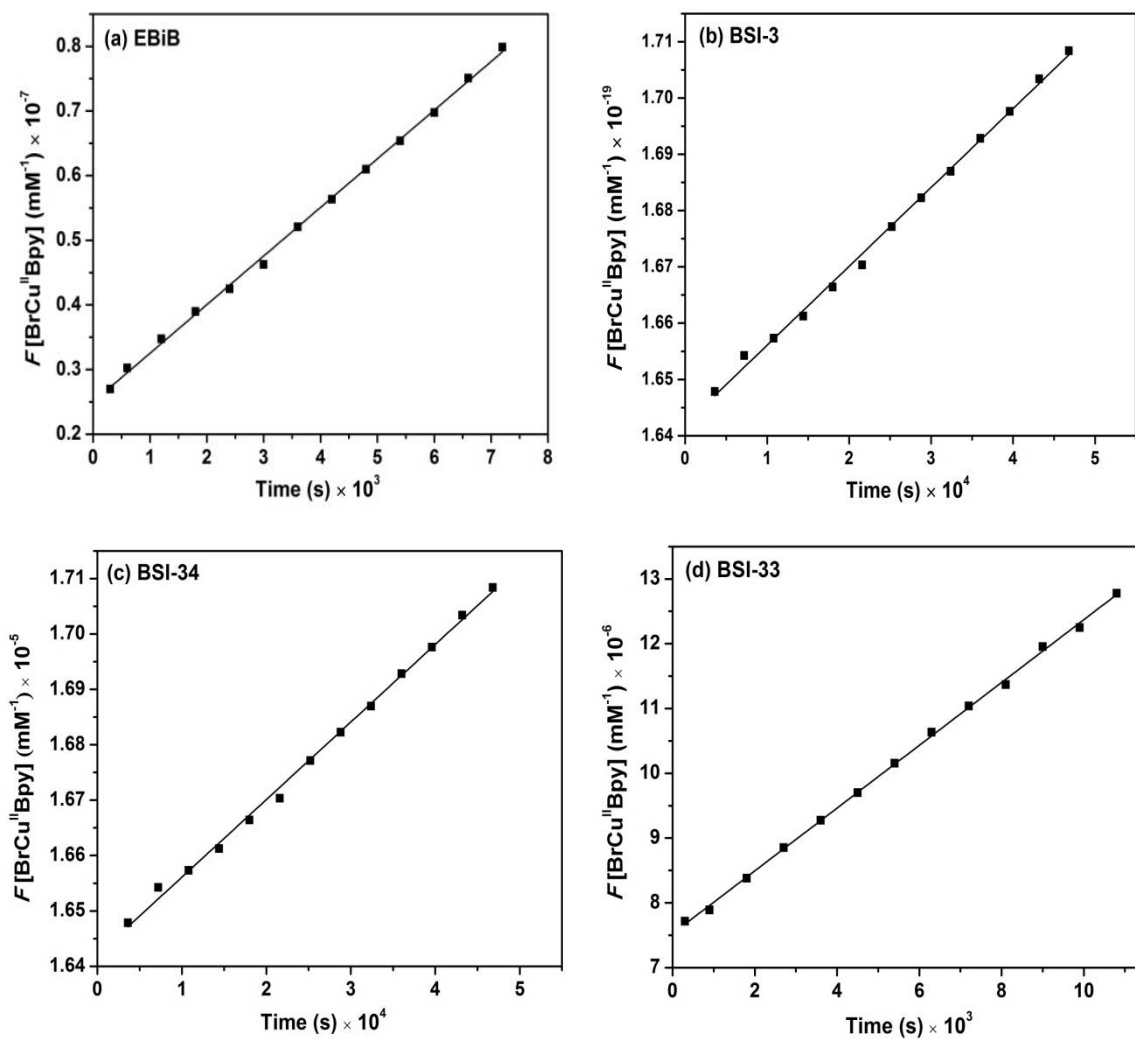 (a) EBiB
0.8
0.7
0.6
0.5
0.4
0.3
0.2
F[BrCuᴵᴵBpy] (mM⁻¹) × 10⁻⁷
0 1 2 3 4 5 6 7 8
Time (s) × 10³
(b) BSI-3
1.71
1.70
1.69
1.68
1.67
1.66
1.65
1.64
F[BrCuᴵᴵBpy] (mM⁻¹) × 10⁻¹⁹
0 1 2 3 4 5
Time (s) × 10⁴
(c) BSI-34
1.71
1.70
1.69
1.68
1.67
1.66
1.65
1.64
F[BrCuᴵᴵBpy] (mM⁻¹) × 10⁻⁵
0 1 2 3 4 5
Time (s) × 10⁴
(d) BSI-33
13
12
11
10
9
8
7
F[BrCuᴵᴵBpy] (mM⁻¹) × 10⁻⁶
0 2 4 6 8 10
Time (s) × 10³